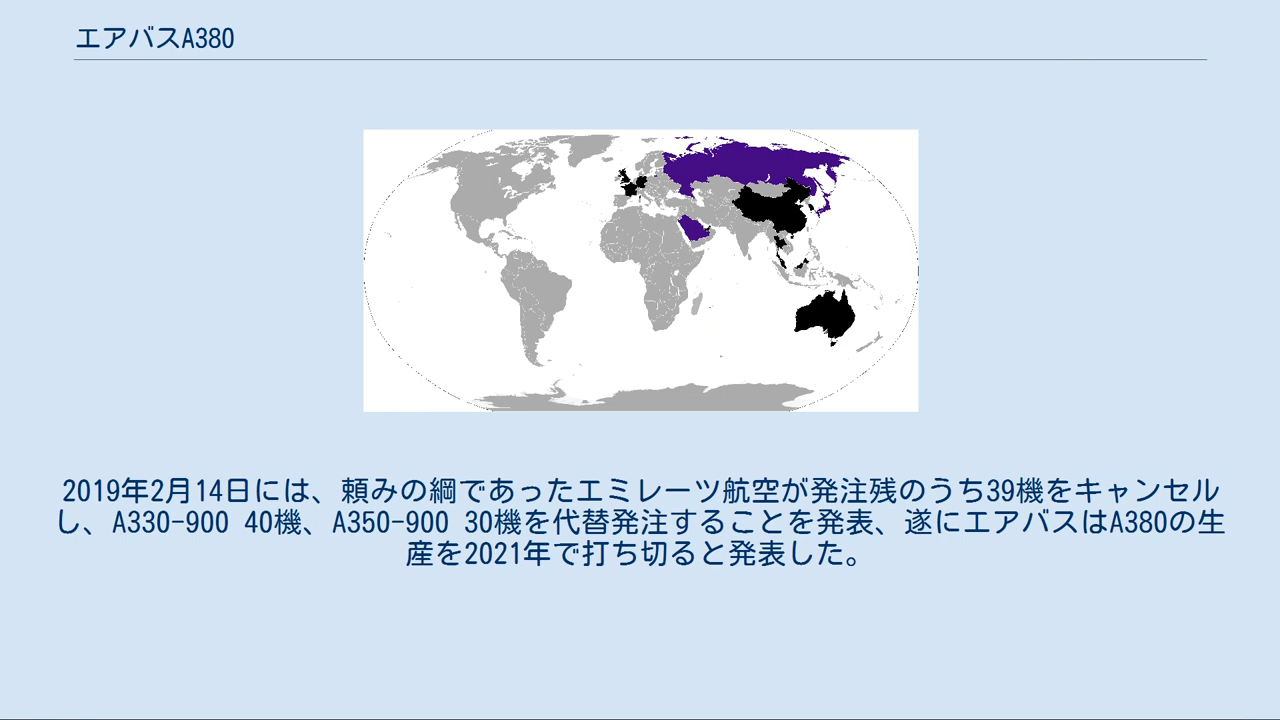 エアバスA380
2019年2月14日には、頼みの綱であったエミレーツ航空が発注残のうち39機をキャンセル
し、A330-900 40機、A350-900 30機を代替発注することを発表、遂にエアバスはA380の生
産を2021年で打ち切ると発表した。